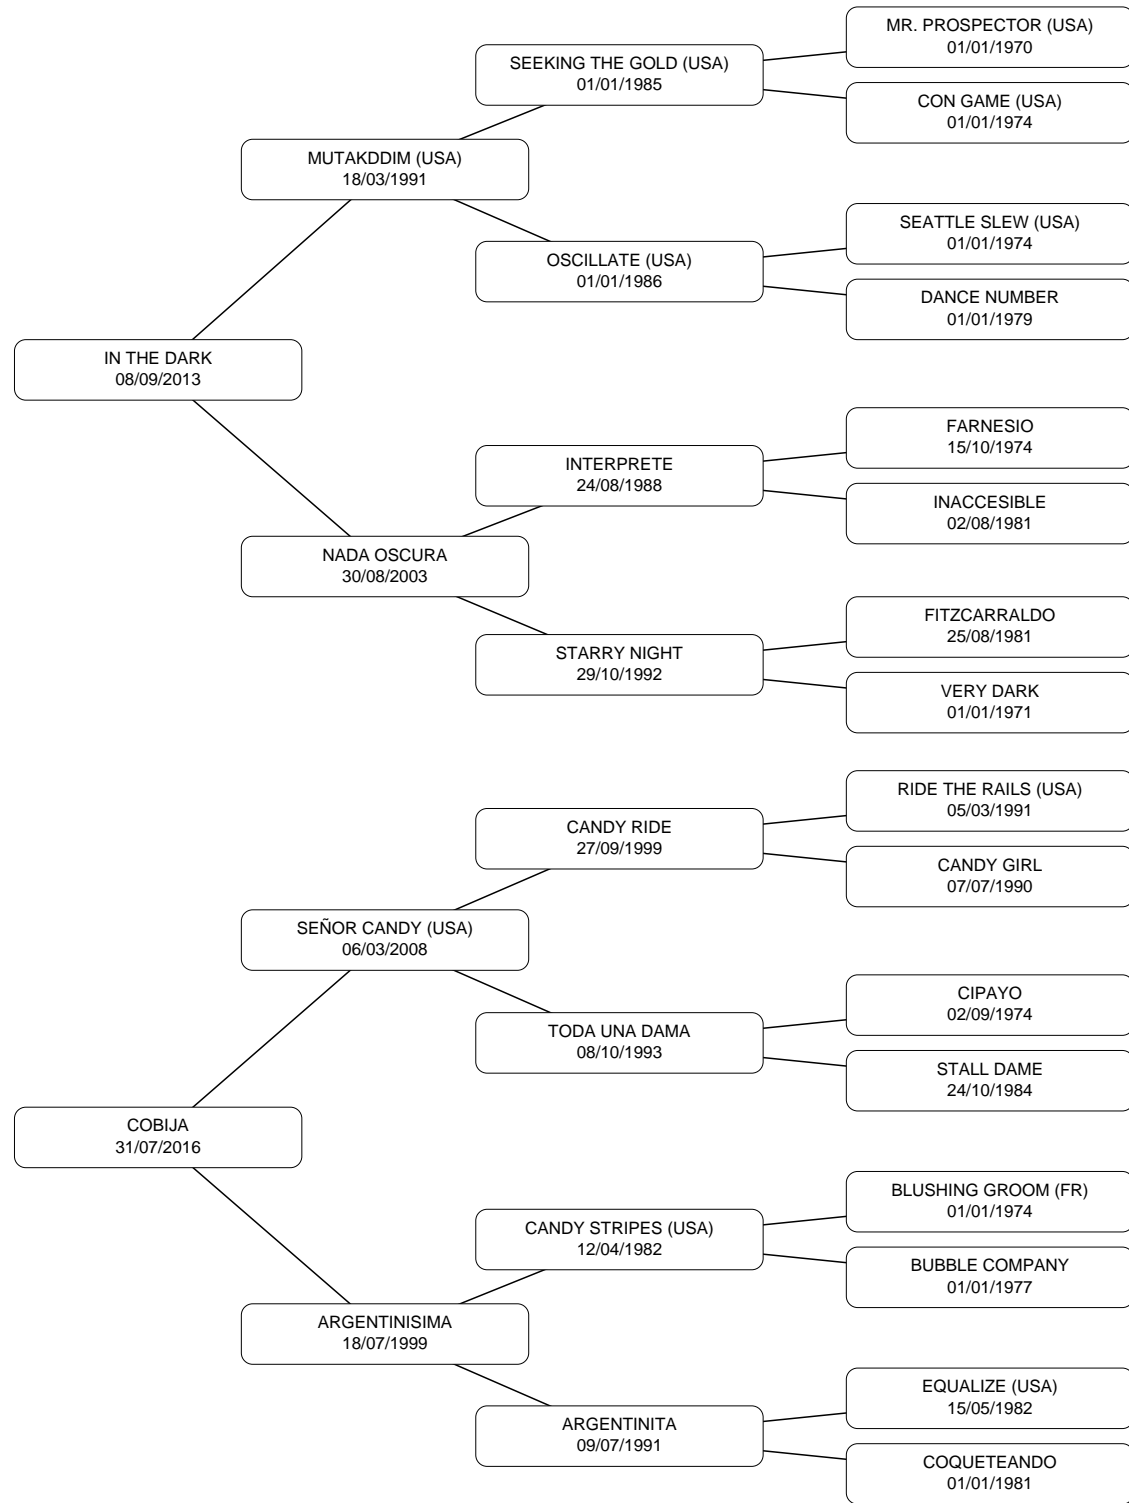 MR. PROSPECTOR (USA)
01/01/1970
SEEKING THE GOLD (USA)
01/01/1985
CON GAME (USA)
01/01/1974
MUTAKDDIM (USA)
18/03/1991
SEATTLE SLEW (USA)
01/01/1974
OSCILLATE (USA)
01/01/1986
DANCE NUMBER
01/01/1979
IN THE DARK
08/09/2013
FARNESIO
15/10/1974
INTERPRETE
24/08/1988
INACCESIBLE
02/08/1981
NADA OSCURA
30/08/2003
FITZCARRALDO
25/08/1981
STARRY NIGHT
29/10/1992
VERY DARK
01/01/1971
RIDE THE RAILS (USA)
05/03/1991
CANDY RIDE
27/09/1999
CANDY GIRL
07/07/1990
SEÑOR CANDY (USA)
06/03/2008
CIPAYO
02/09/1974
TODA UNA DAMA
08/10/1993
STALL DAME
24/10/1984
COBIJA
31/07/2016
BLUSHING GROOM (FR)
01/01/1974
CANDY STRIPES (USA)
12/04/1982
BUBBLE COMPANY
01/01/1977
ARGENTINISIMA
18/07/1999
EQUALIZE (USA)
15/05/1982
ARGENTINITA
09/07/1991
COQUETEANDO
01/01/1981